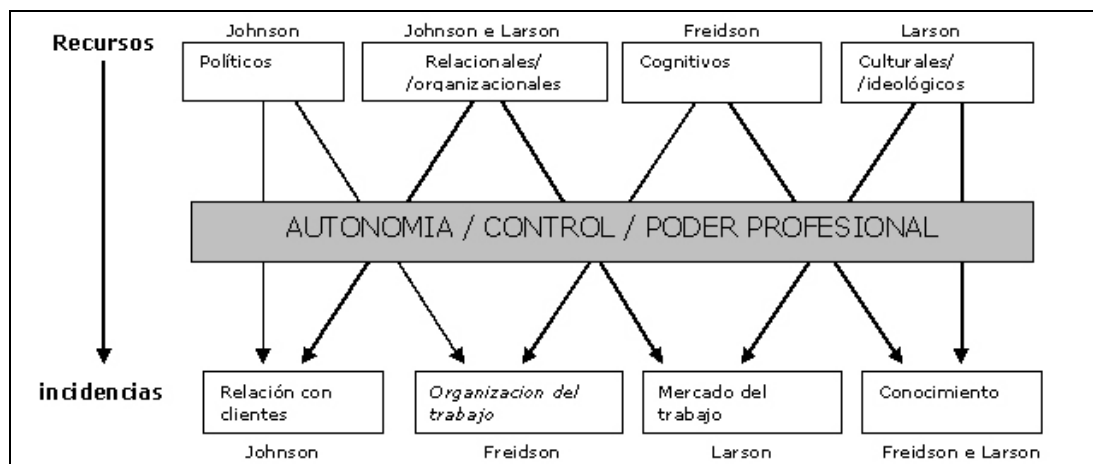 Johnson
Johnson e Larson
Freidson
Larson
Recursos
Políticos
Relacionales/
/organizacionales
Cognitivos
Culturales/
/ideológicos
AUTONOMIA / CONTROL / PODER PROFESIONAL
incidencias
Relación con
clientes
Organizacion del
trabajo
Mercado del
trabajo
Conocimiento
Johnson
Freidson
Larson
Freidson e Larson